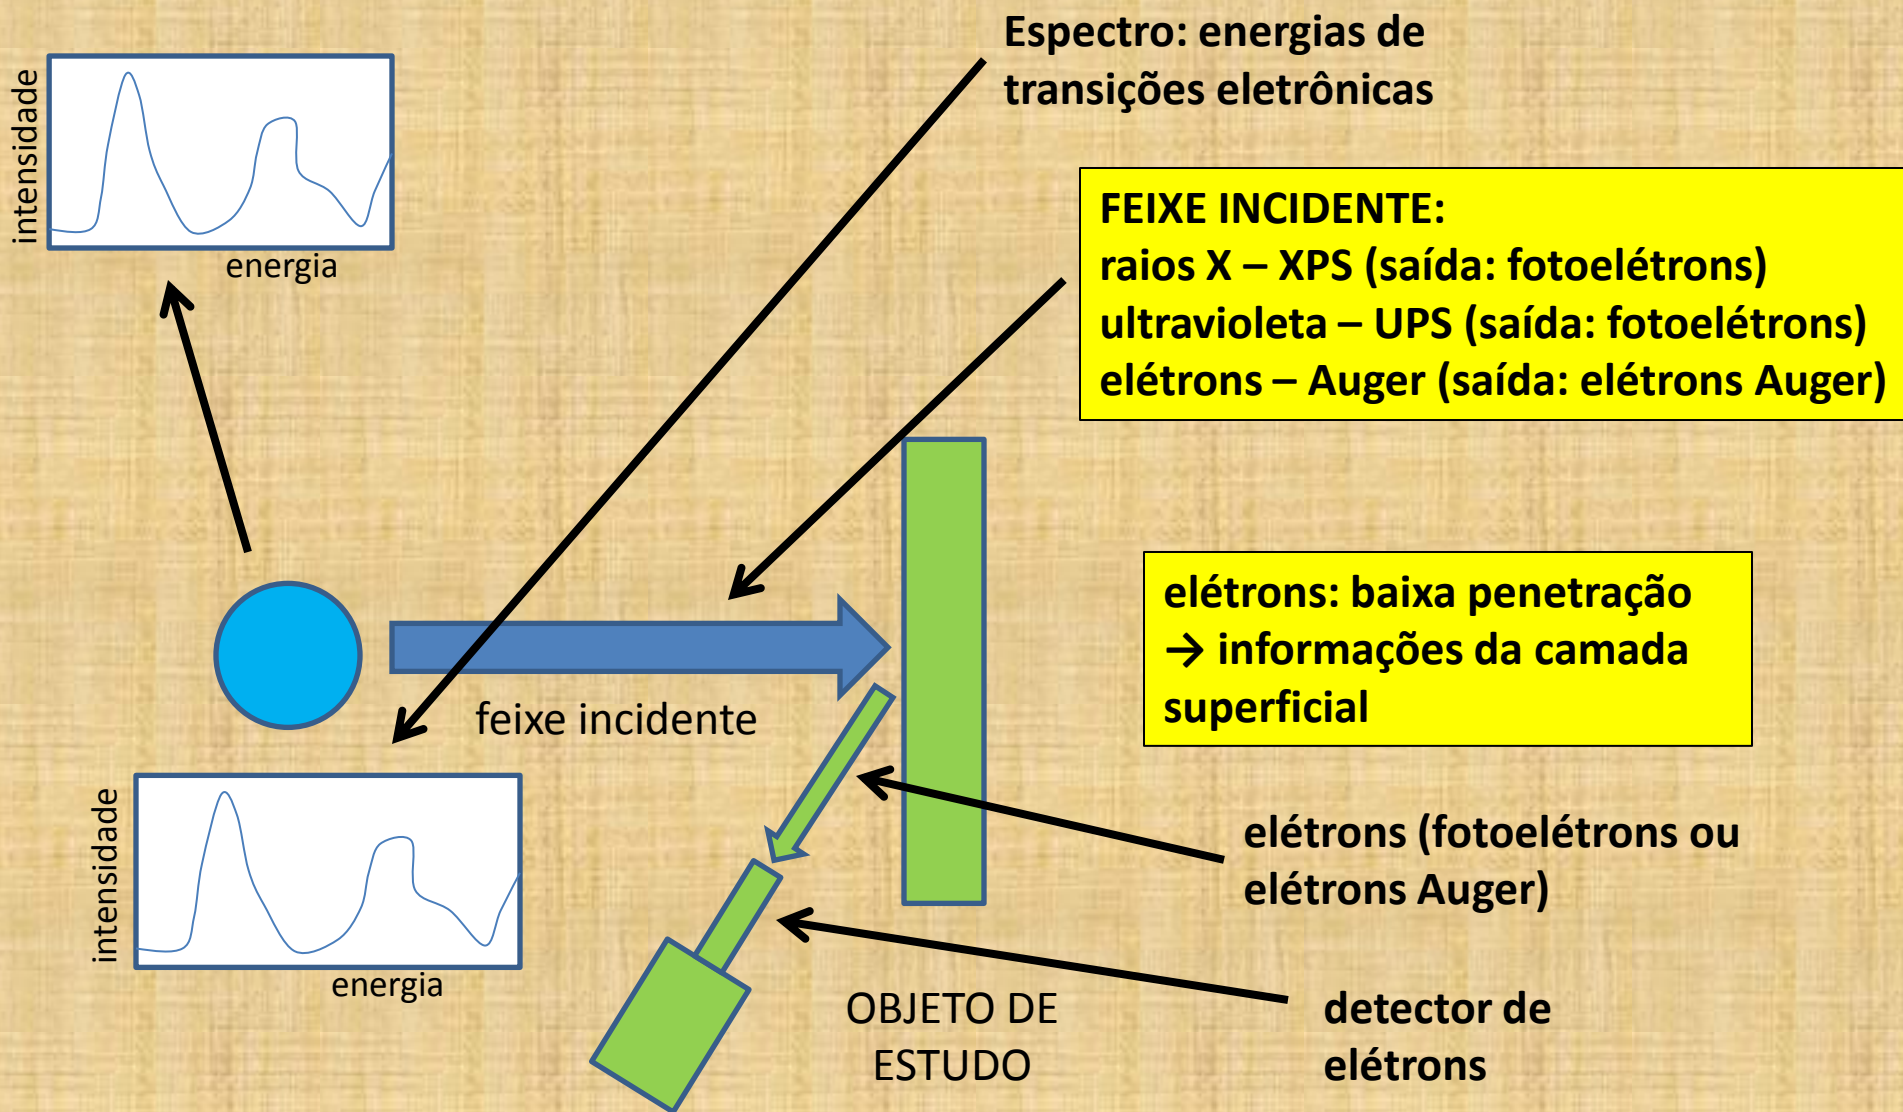 Espectro: energias de
transições eletrônicas
intensidade
energia
FEIXE INCIDENTE:
raios X – XPS (saída: fotoelétrons)
ultravioleta – UPS (saída: fotoelétrons)
elétrons – Auger (saída: elétrons Auger)
elétrons: baixa penetração
→ informações da camada
superficial
feixe incidente
intensidade
energia
elétrons (fotoelétrons ou
elétrons Auger)
OBJETO DE
ESTUDO
detector de
elétrons